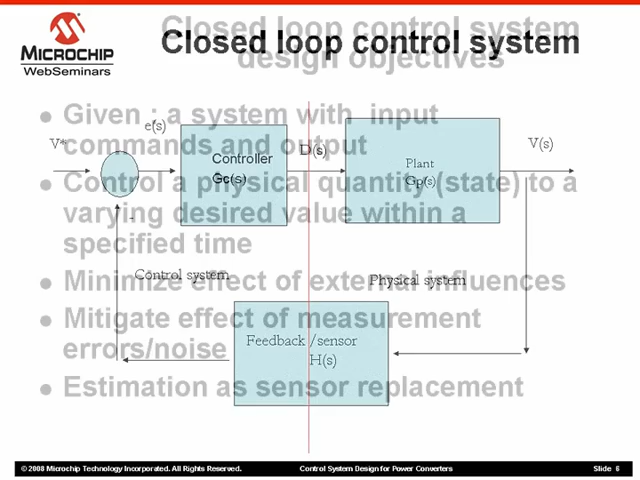 Closed loop control system
design objectives
MICROCHIP
WebSeminars
Closed loop control system
Given : a system with input
commands and output
Control a physical quantity (state) to a
varying desired value within a
specified time
Minimize effect of external influences
Mitigate effect of measurement
errors/noise
Estimation as sensor replacement
V*
e(s)
-
Controller
Gc(s)
D(s)
Plant
Gp(s)
V(s)
Control system
Physical system
Feedback /sensor
H(s)
© 2008 Microchip Technology Incorporated. All Rights Reserved.
Control System Design for Power Converters
Slide 6